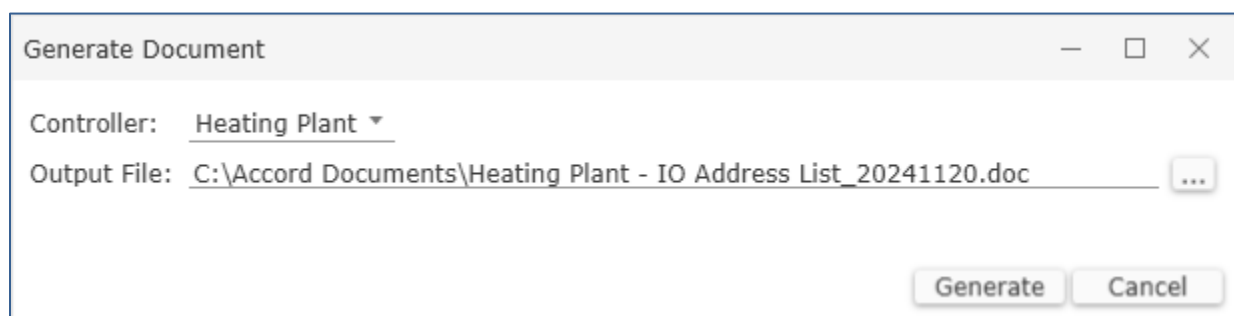 Generate Document
Controller: Heating Plant
Output File: C:\Accord Documents\Heating Plant - IO Address List_20241120.doc ...
Generate Cancel